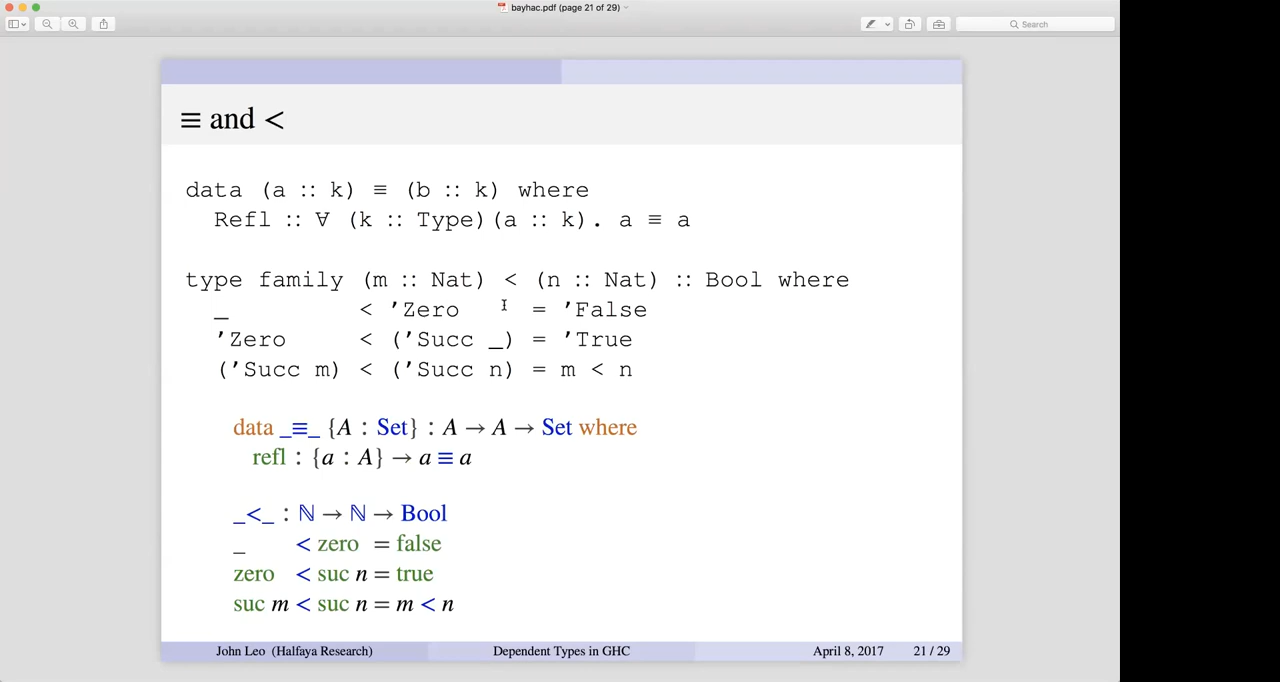 bayhac.pdf (page 21 of 29)
Search
≡ and <
data (a :: k) ≡ (b :: k) where
Refl :: ∀ (k :: Type)(a :: k). a ≡ a
type family (m :: Nat) < (n :: Nat) :: Bool where
_ < 'Zero = 'False
'Zero < ('Succ _) = 'True
('Succ m) < ('Succ n) = m < n
data _≡_ {A : Set} : A → A → Set where
refl : {a : A} → a ≡ a
_<_ : ℕ → ℕ → Bool
_ < zero = false
zero < suc n = true
suc m < suc n = m < n
John Leo (Halfaya Research) Dependent Types in GHC April 8, 2017 21 / 29